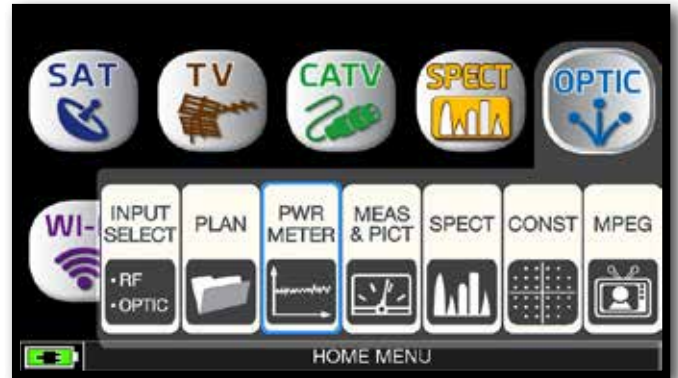 SAT
TV
CATV
SPECT
OPTIC
WI-
INPUT
SELECT
• RF
• OPTIC
PLAN
PWR
METER
MEAS
& PICT
SPECT
CONST
MPEG
HOME MENU